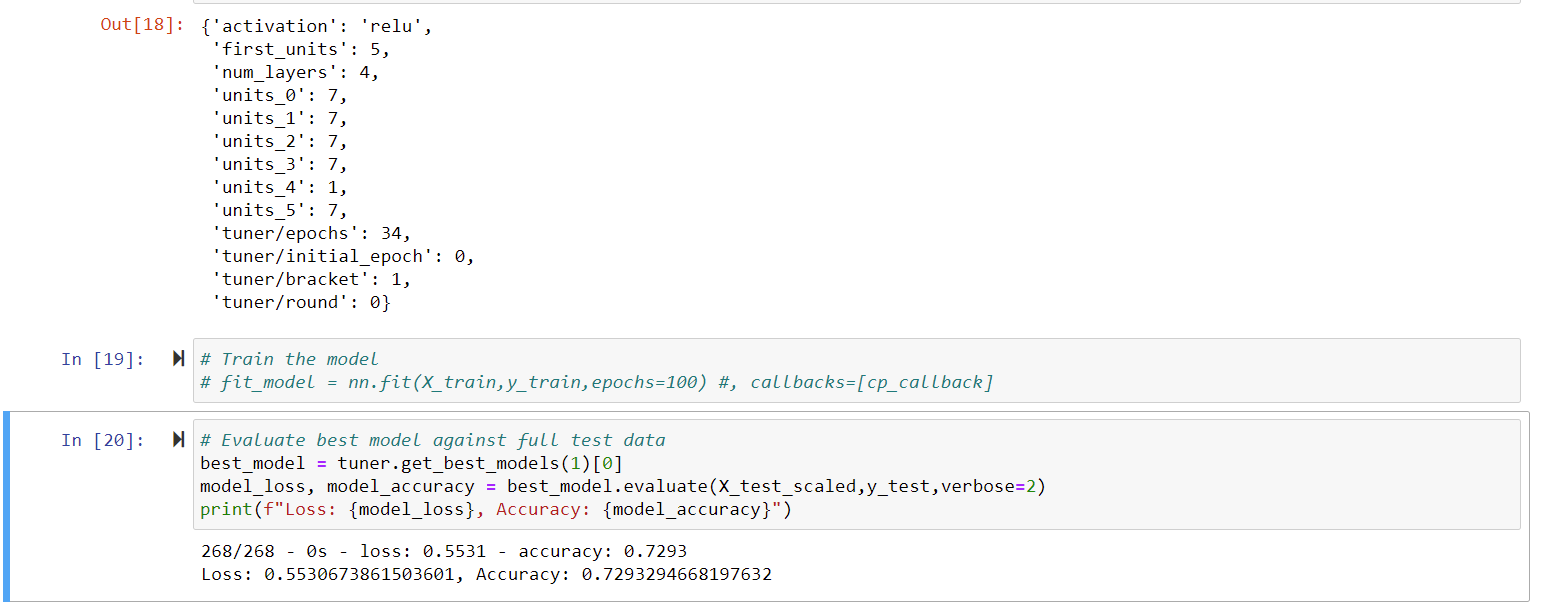 Out[18]: {'activation': 'relu',
'first_units': 5,
'num_layers': 4,
'units_0': 7,
'units_1': 7,
'units_2': 7,
'units_3': 7,
'units_4': 1,
'units_5': 7,
'tuner/epochs': 34,
'tuner/initial_epoch': 0,
'tuner/bracket': 1,
'tuner/round': 0}
In [19]: # Train the model
# fit_model = nn.fit(X_train,y_train,epochs=100) #, callbacks=[cp_callback]
In [20]: # Evaluate best model against full test data
best_model = tuner.get_best_models(1)[0]
model_loss, model_accuracy = best_model.evaluate(X_test_scaled,y_test,verbose=2)
print(f"Loss: {model_loss}, Accuracy: {model_accuracy}")
268/268 - 0s - loss: 0.5531 - accuracy: 0.7293
Loss: 0.5530673861503601, Accuracy: 0.7293294668197632